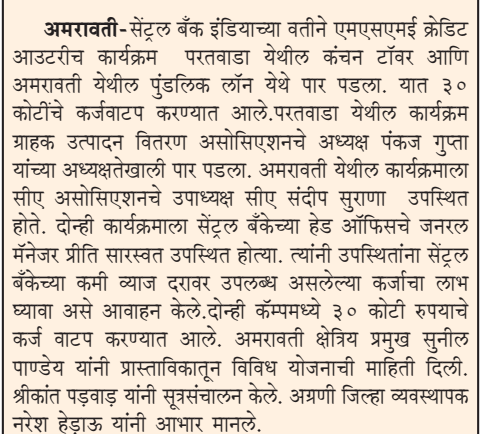 अमरावती-सेंट्रल बँक इंडियाच्या वतीने एमएसएमई क्रेडिट
आउटरीच कार्यक्रम परतवाडा येथील कंचन टॉवर आणि
अमरावती येथील पुंडलिक लॉन येथे पार पडला. यात ३०
कोटींचे कर्जवाटप करण्यात आले.परतवाडा येथील कार्यक्रम
ग्राहक उत्पादन वितरण असोसिएशनचे अध्यक्ष पंकज गुप्ता
यांच्या अध्यक्षतेखाली पार पडला. अमरावती येथील कार्यक्रमाला
सीए असोसिएशनचे उपाध्यक्ष सीए संदीप सुराणा उपस्थित
होते. दोन्ही कार्यक्रमाला सेंट्रल बँकेच्या हेड ऑफिसचे जनरल
मॅनेजर प्रीति सारस्वत उपस्थित होत्या. त्यांनी उपस्थितांना सेंट्रल
बँकेच्या कमी व्याज दरावर उपलब्ध असलेल्या कर्जाचा लाभ
घ्यावा असे आवाहन केले.दोन्ही कॅम्पमध्ये ३० कोटी रुपयाचे
कर्ज वाटप करण्यात आले. अमरावती क्षेत्रिय प्रमुख सुनील
पाण्डेय यांनी प्रास्ताविकातून विविध योजनाची माहिती दिली.
श्रीकांत पड़वाड़ यांनी सूत्रसंचालन केले. अग्रणी जिल्हा व्यवस्थापक
नरेश हेड़ाऊ यांनी आभार मानले.